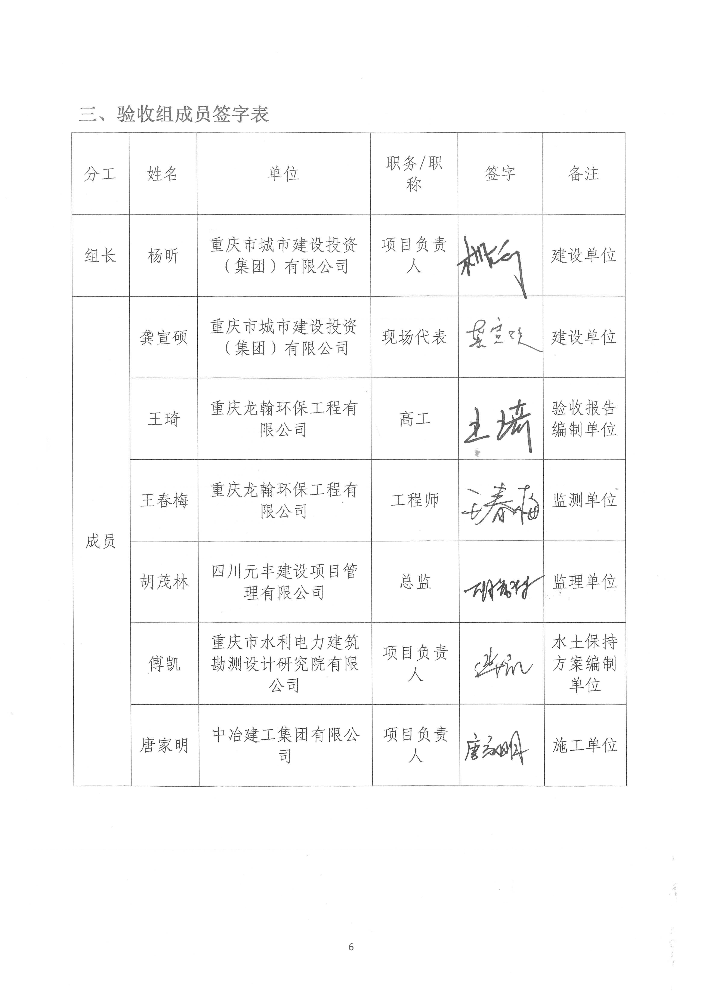 三、验收组成员签字表
分工 姓名 单位 职务/职
称 签字 备注
组长 杨昕 重庆市城市建设投资
（集团）有限公司 项目负责
人 建设单位
成员
龚宣硕 重庆市城市建设投资
（集团）有限公司 现场代表 龚宣硕 建设单位
王琦 重庆龙翰环保工程有
限公司 高工 王琦 验收报告
编制单位
王春梅 重庆龙翰环保工程有
限公司 工程师 王春梅 监测单位
胡茂林 四川元丰建设项目管
理有限公司 总监 胡茂林 监理单位
傅凯 重庆市水利电力建筑
勘测设计研究院有限
公司 项目负责
人 水土保持
方案编制
单位
唐家明 中冶建工集团有限公
司 项目负责
人 唐家明 施工单位
6